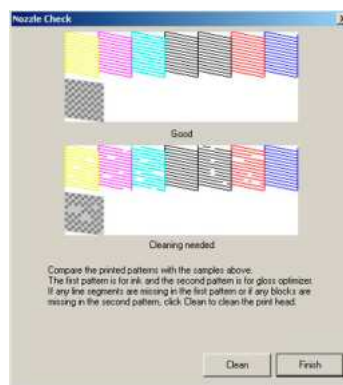 Nozzle Check
Good
Cleaning needed
Compare the printed patterns with the samples above.
The first pattern is for ink and the second pattern is for gloss optimizer.
If any line segments are missing in the first pattern or if any blocks are
missing in the second pattern, click Clean to clean the print head.
Clean
Finish